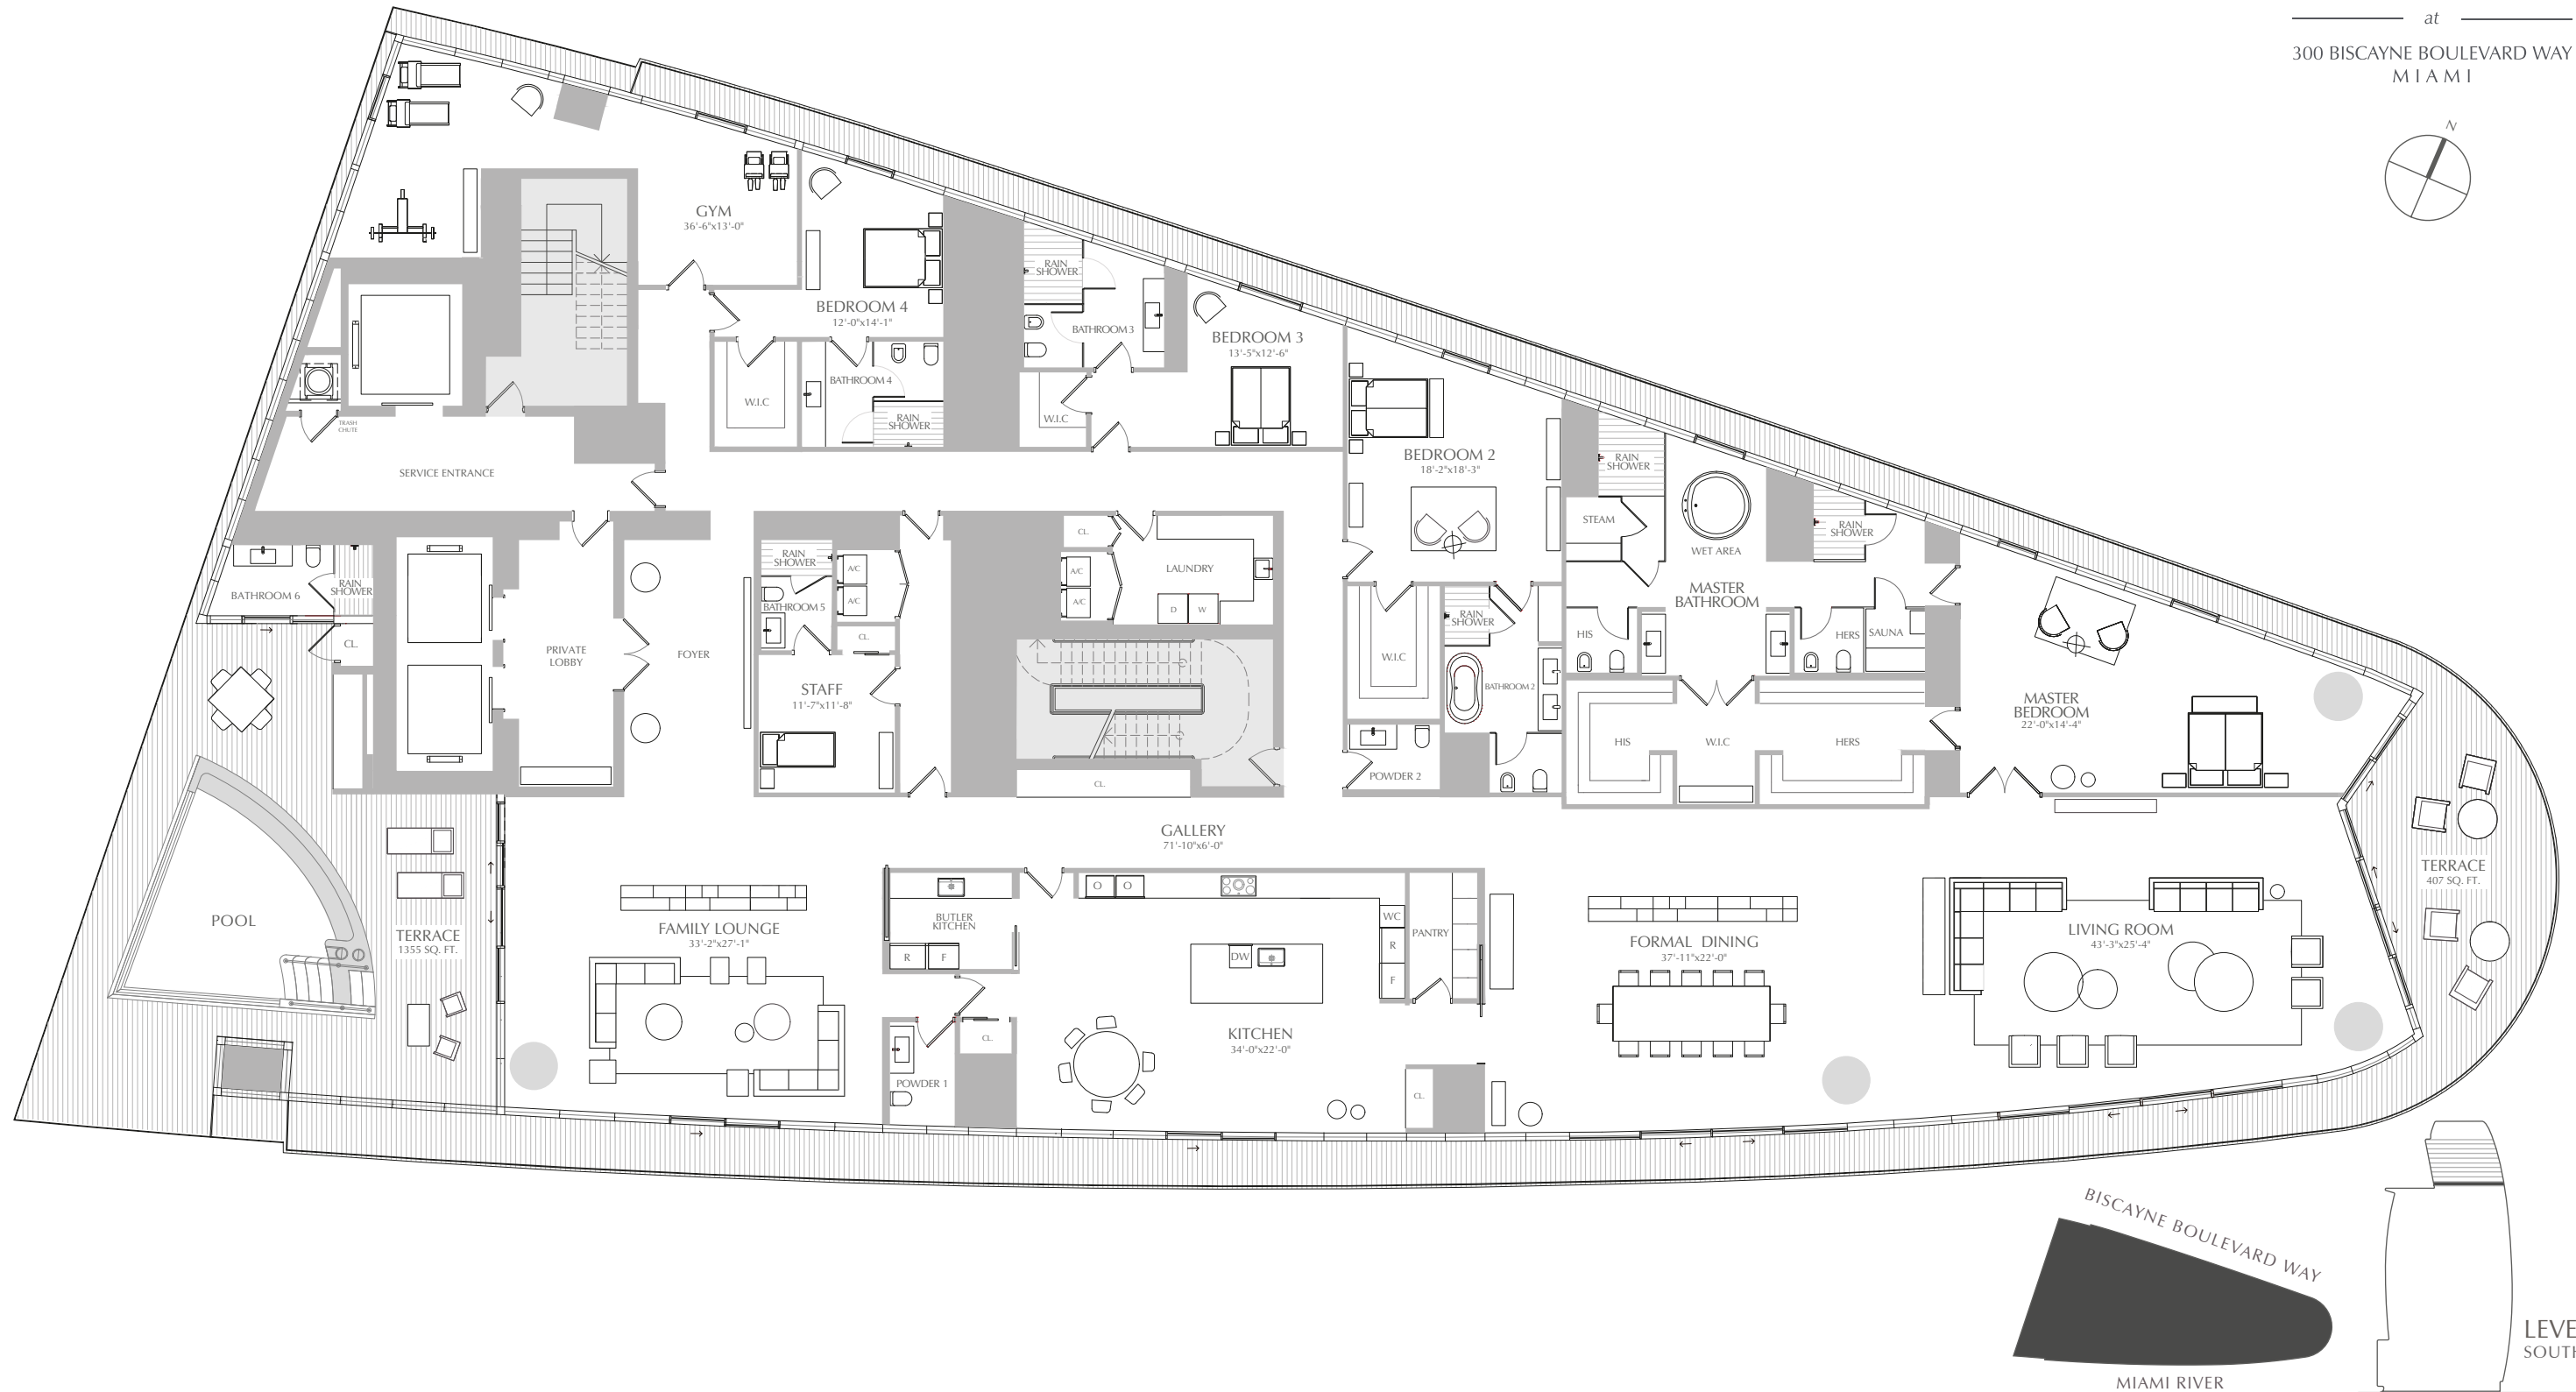 at
300 BISCAYNE BOULEVARD WAY
MIAMI
N
GYM
36'-6"x13'-0"
BEDROOM 4
12'-0"x14'-1"
RAIN
SHOWER
BATHROOM 3
BEDROOM 3
13'-5"x12'-6"
BATHROOM 4
W.I.C
RAIN
SHOWER
W.I.C
TRASH
CHUTE
SERVICE ENTRANCE
BEDROOM 2
18'-2"x18'-3"
RAIN
SHOWER
STEAM
WET AREA
RAIN
SHOWER
MASTER
BATHROOM
HIS
HERS
SAUNA
BATHROOM 6
RAIN
SHOWER
CL.
PRIVATE
LOBBY
FOYER
RAIN
SHOWER
A/C
A/C
BATHROOM 5
CL.
STAFF
11'-7"x11'-8"
CL.
A/C
A/C
LAUNDRY
D
W
CL.
W.I.C
RAIN
SHOWER
BATHROOM 2
POWDER 2
HIS
W.I.C
HERS
MASTER
BEDROOM
22'-0"x14'-4"
GALLERY
71'-10"x6'-0"
POOL
TERRACE
1355 SQ. FT.
FAMILY LOUNGE
33'-2"x27'-1"
BUTLER
KITCHEN
R
F
O
O
DW
WC
R
F
PANTRY
KITCHEN
34'-0"x22'-0"
CL.
POWDER 1
CL.
FORMAL DINING
37'-11"x22'-0"
LIVING ROOM
43'-3"x25'-4"
TERRACE
407 SQ. FT.
BISCAYNE BOULEVARD WAY
MIAMI RIVER
LEVE
SOUTH